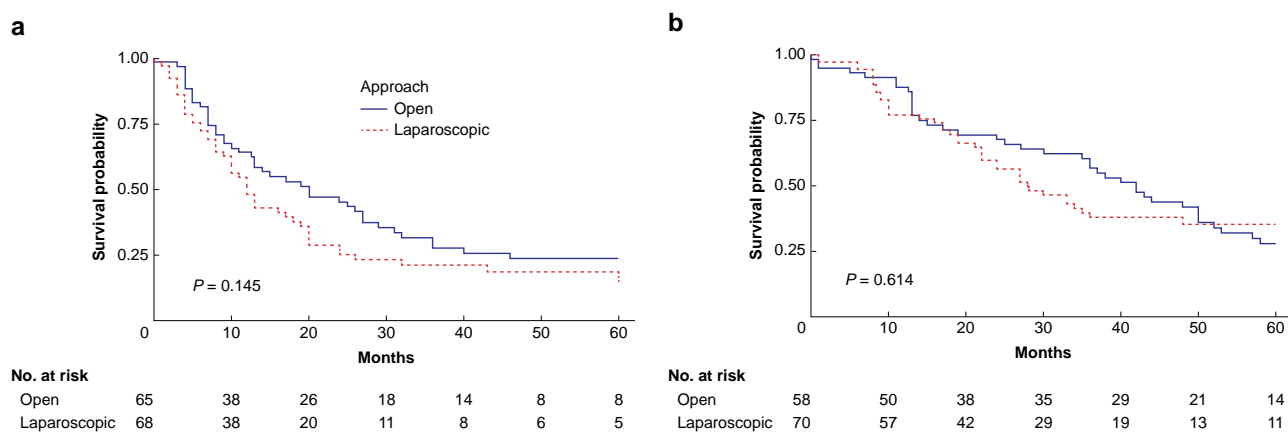 a
1.00
0.75
0.50
0.25
Survival probability
Approach
Open
Laparoscopic
P = 0.145
0 10 20 30 40 50 60
Months
No. at risk
Open 65 38 26 18 14 8 8
Laparoscopic 68 38 20 11 8 6 5
b
1.00
0.75
0.50
0.25
Survival probability
P = 0.614
0 10 20 30 40 50 60
Months
No. at risk
Open 58 50 38 35 29 21 14
Laparoscopic 70 57 42 29 19 13 11